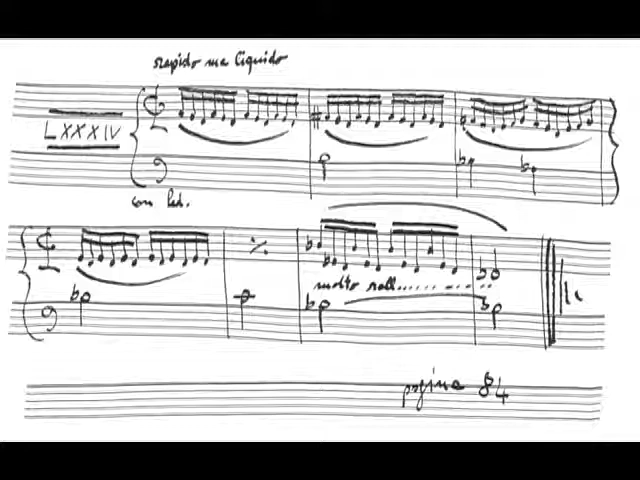 rapido ma liquido
LXXXIV
con Ped.
molto rall.......
pagina 84